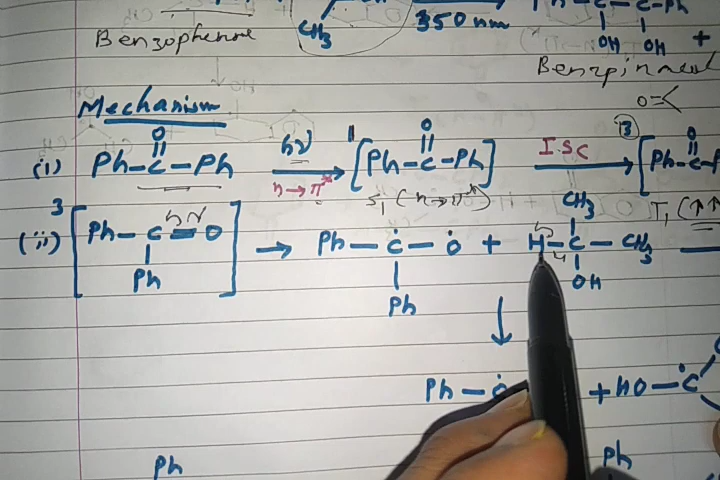 Benzophenone
CH3
350 nm
Ph-C-C-Ph
OH OH +
Benzpinacol
O=<
Mechanism
(i) Ph-C-Ph
O
hν
n→π*
1[Ph-C-Ph]
O
S1 (n→π*)
ISC
3[Ph-C-
O
T1 (↑↑
(ii) 3[Ph-C=O]
Ph
→ Ph-Ċ-Ȯ + H-C-CH3
Ph
CH3
OH
Ph-
+ HO-Ċ
Ph
Ph